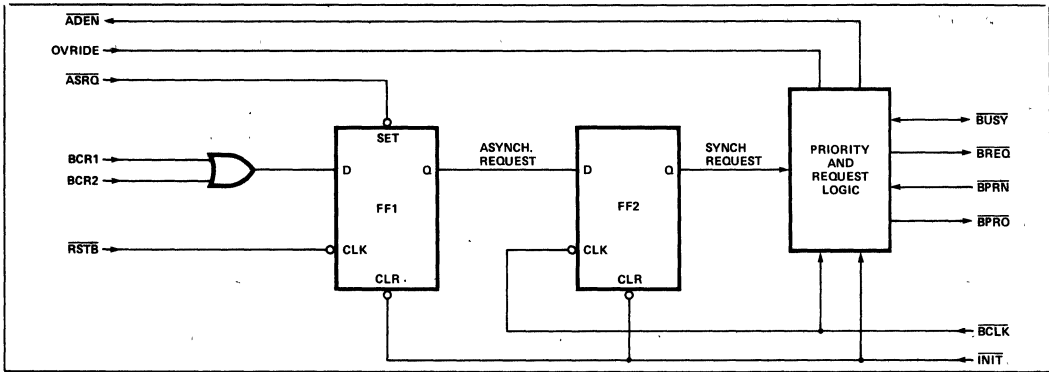 ADEN
OVRIDE
ASRQ
SET
BCR1
BCR2
D
Q
FF1
RSTB
CLK
CLR
ASYNCH.
REQUEST
D
Q
FF2
CLK
CLR
SYNCH
REQUEST
PRIORITY
AND
REQUEST
LOGIC
BUSY
BREQ
BPRN
BPRO
BCLK
INIT